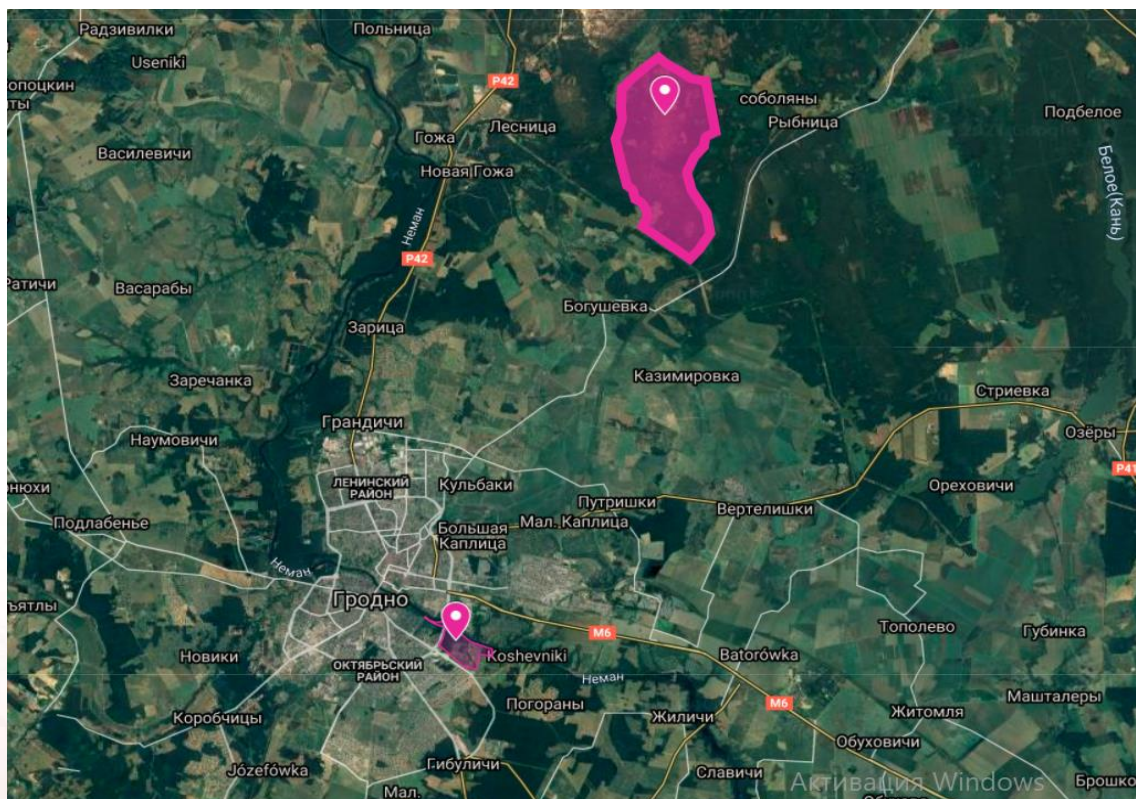 Радзивилки
Польница
Useniki
P42
опоцкин
соболяны
Лесница
Гожа
Рыбница
Подбелое
Василевичи
Новая Гожа
Белое(Кань)
Неман
P42
Ратичи
Васарабы
Богушевка
Зарица
Казимировка
Заречанка
Стриевка
Грандичи
Наумовичи
Озёры
P41
ЛЕНИНСКИЙ
РАЙОН
Кульбаки
Ореховичи
онюхи
Путришки
Вертелишки
Подлабенье
Большая
Каплица
Мал. Каплица
Неман
Гродно
ъятлы
M6
Тополево
Губинка
Новики
ОКТЯБРЬСКИЙ
РАЙОН
Koshevniki
Batorówka
Неман
Погораны
Машталеры
Коробчицы
Жиличи
M6
Житомля
Обуховичи
Józefówka
Гибуличи
Славичи
Активация Windows
Брошко
Мал.